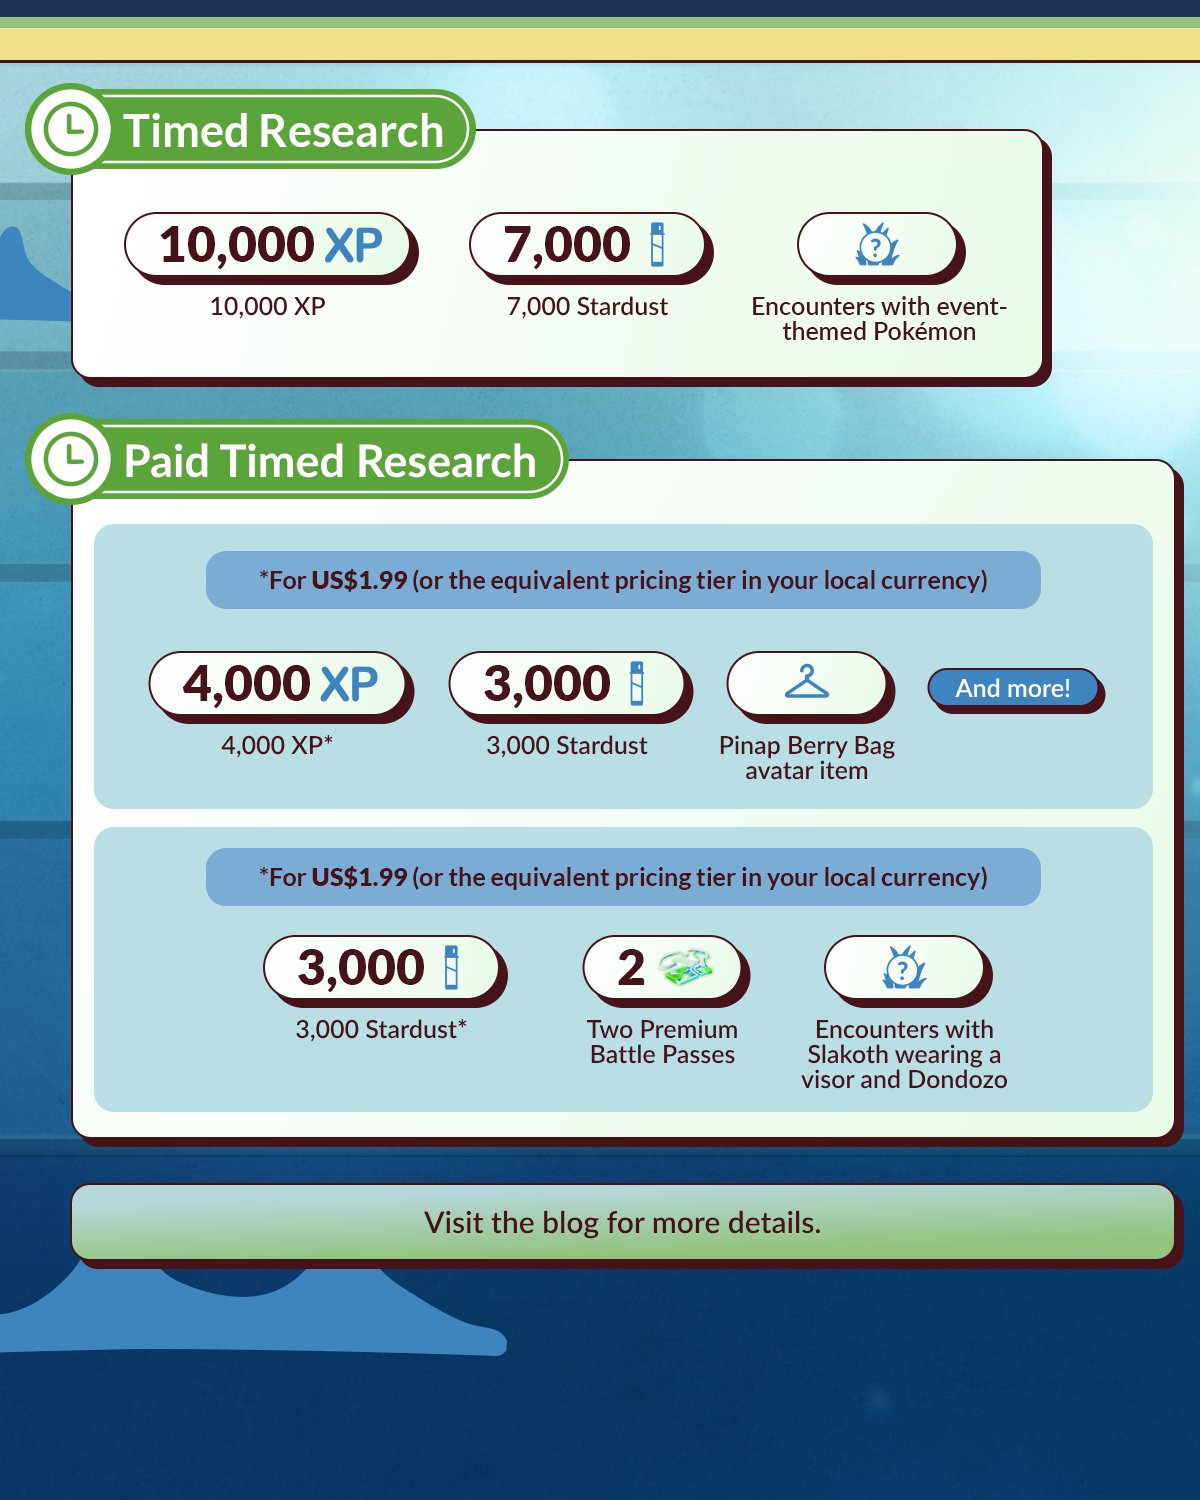 Timed Research
10,000 XP
7,000
?
10,000 XP
7,000 Stardust
Encounters with event-
themed Pokémon
Paid Timed Research
*For US$1.99 (or the equivalent pricing tier in your local currency)
4,000 XP
3,000
And more!
4,000 XP*
3,000 Stardust
Pinap Berry Bag
avatar item
*For US$1.99 (or the equivalent pricing tier in your local currency)
3,000
2
?
3,000 Stardust*
Two Premium
Battle Passes
Encounters with
Slakoth wearing a
visor and Dondozo
Visit the blog for more details.